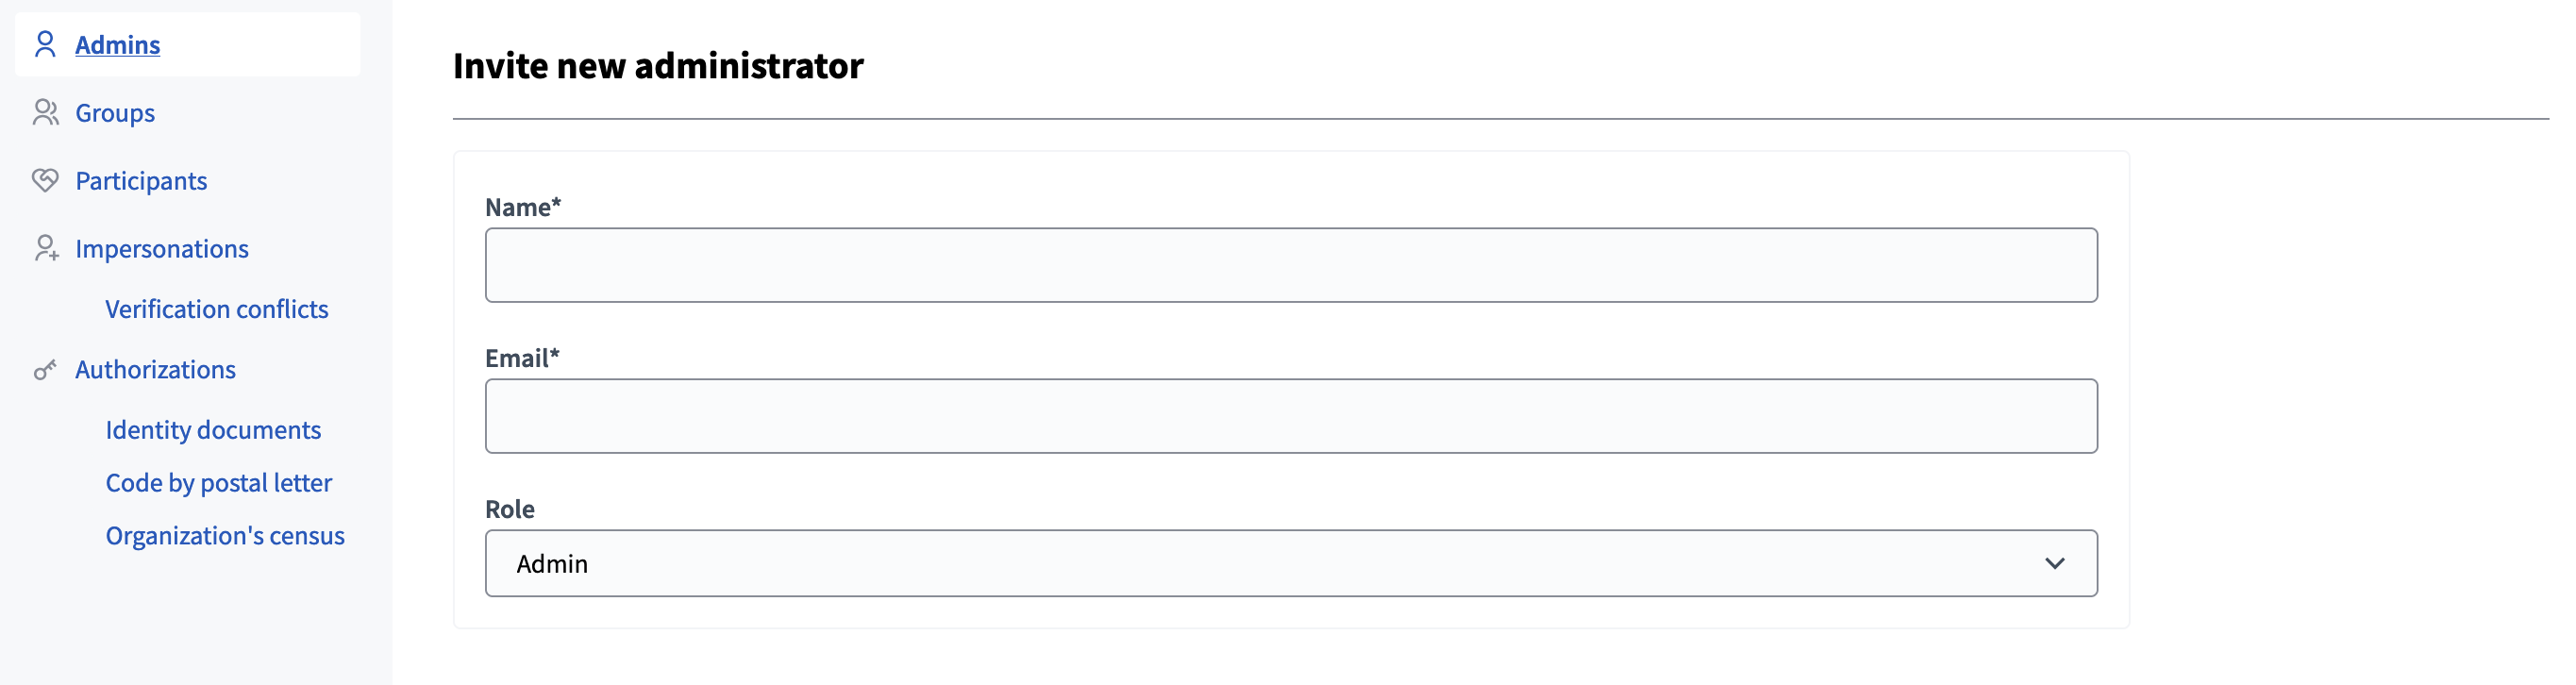 Admins
Groups
Participants
Impersonations
Verification conflicts
Authorizations
Identity documents
Code by postal letter
Organization's census
Invite new administrator
Name*
Email*
Role
Admin